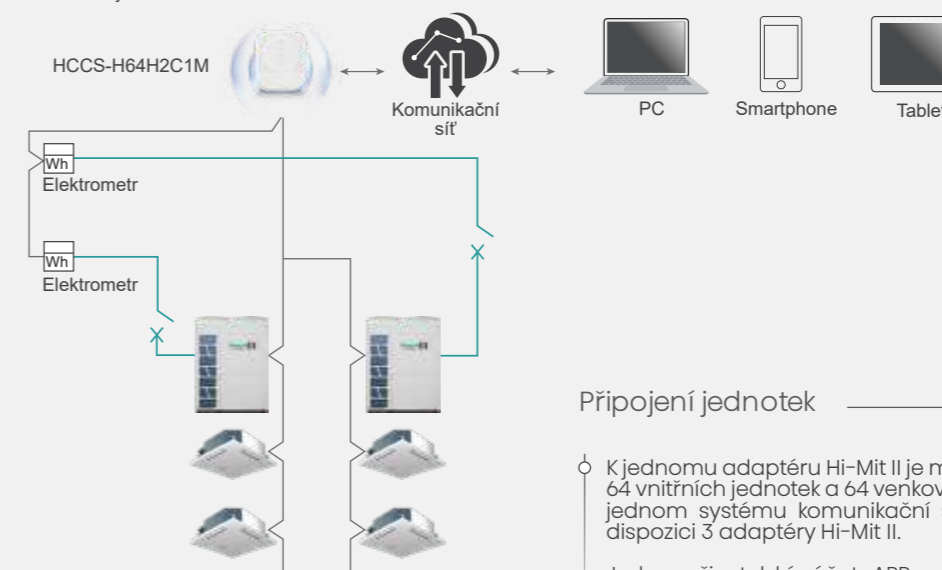 HCCS-H64H2C1M
Komunikační
síť
PC
Smartphone
Tablet
Wh
Elektrometr
Wh
Elektrometr
Připojení jednotek
K jednomu adaptéru Hi-Mit II je
64 vnitřních jednotek a 64
jednom systému komunikační
dispozici 3 adaptéry Hi-Mit II.